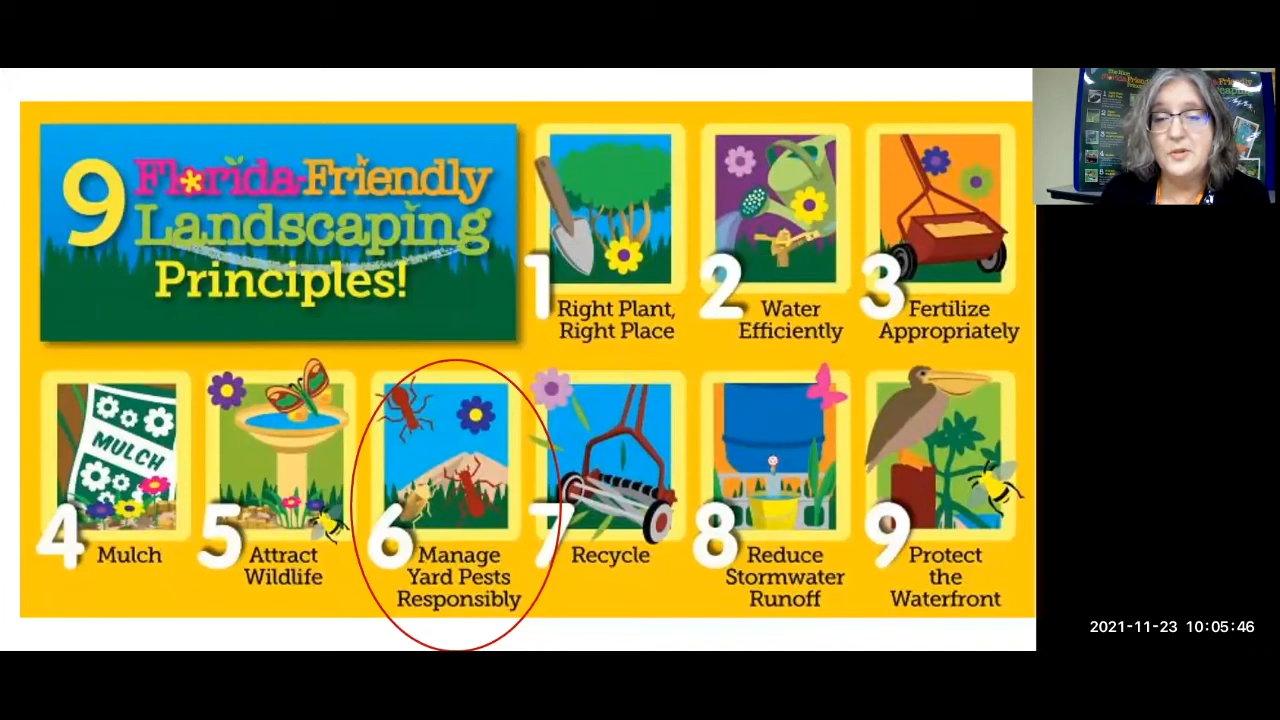 9 Florida-Friendly
Landscaping
Principles!
1 Right Plant,
Right Place
2 Water
Efficiently
3 Fertilize
Appropriately
MULCH
4 Mulch
5 Attract
Wildlife
6 Manage
Yard Pests
Responsibly
7 Recycle
8 Reduce
Stormwater
Runoff
9 Protect
the
Waterfront
2021-11-23 10:05:46